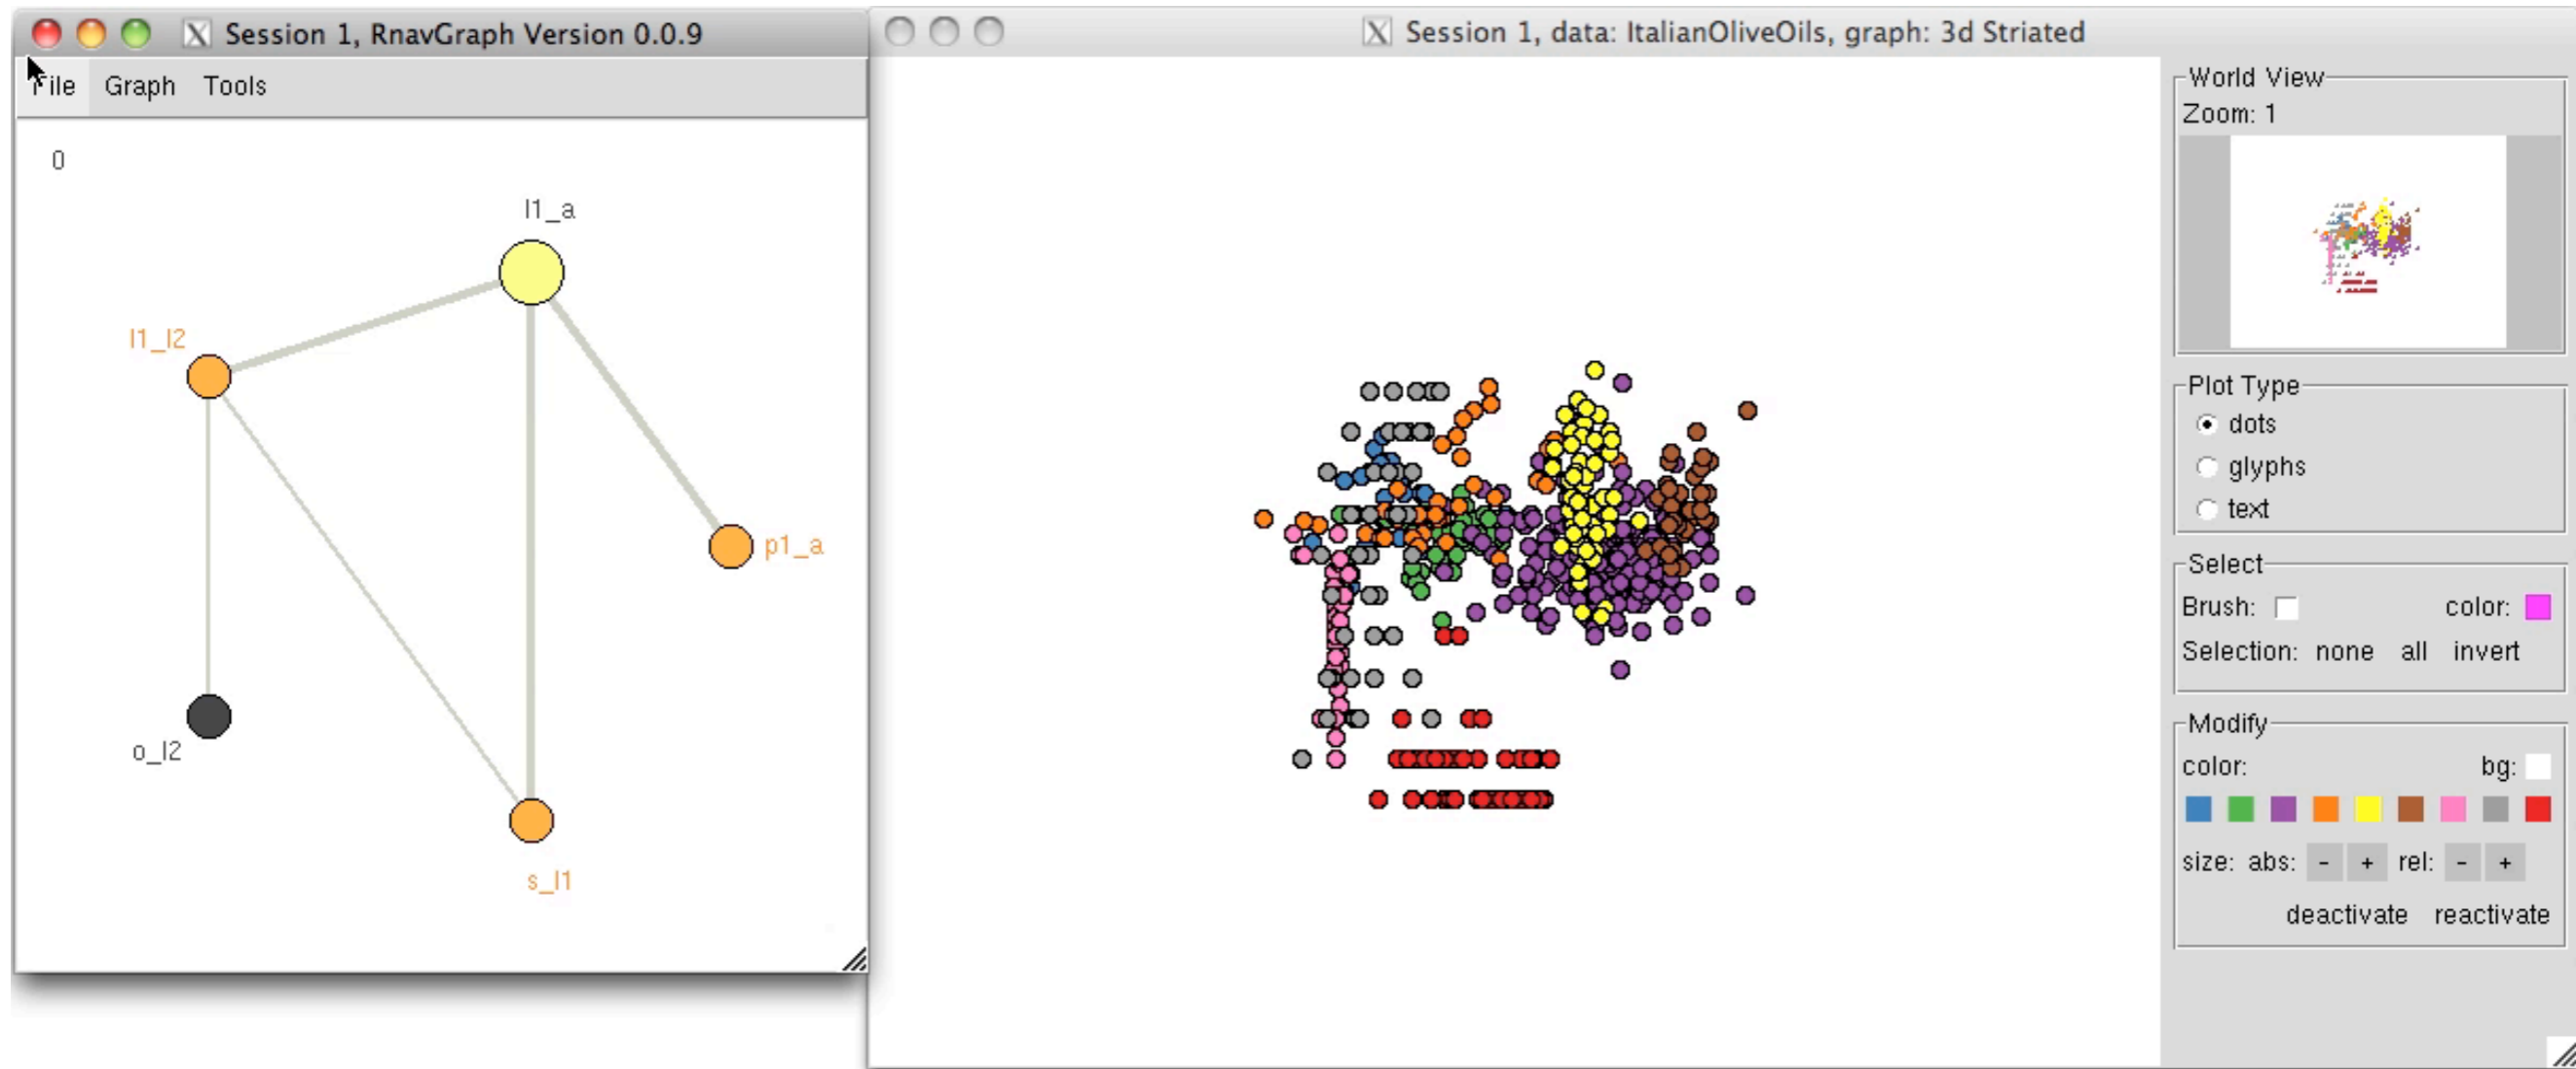 Session 1, RnavGraph Version 0.0.9
File Graph Tools
0
l1_a
l1_l2
p1_a
o_l2
s_l1
Session 1, data: ItalianOliveOils, graph: 3d Striated
World View
Zoom: 1
Plot Type
dots
glyphs
text
Select
Brush: color:
Selection: none all invert
Modify
color: bg:
size: abs: - + rel: - +
deactivate reactivate